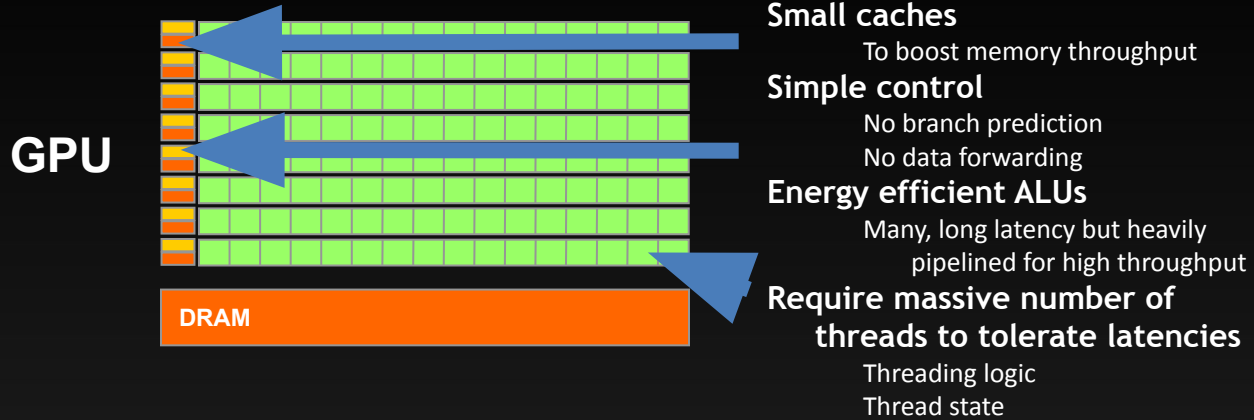 GPU
DRAM
Small caches
To boost memory throughput
Simple control
No branch prediction
No data forwarding
Energy efficient ALUs
Many, long latency but heavily
pipelined for high throughput
Require massive number of
threads to tolerate latencies
Threading logic
Thread state